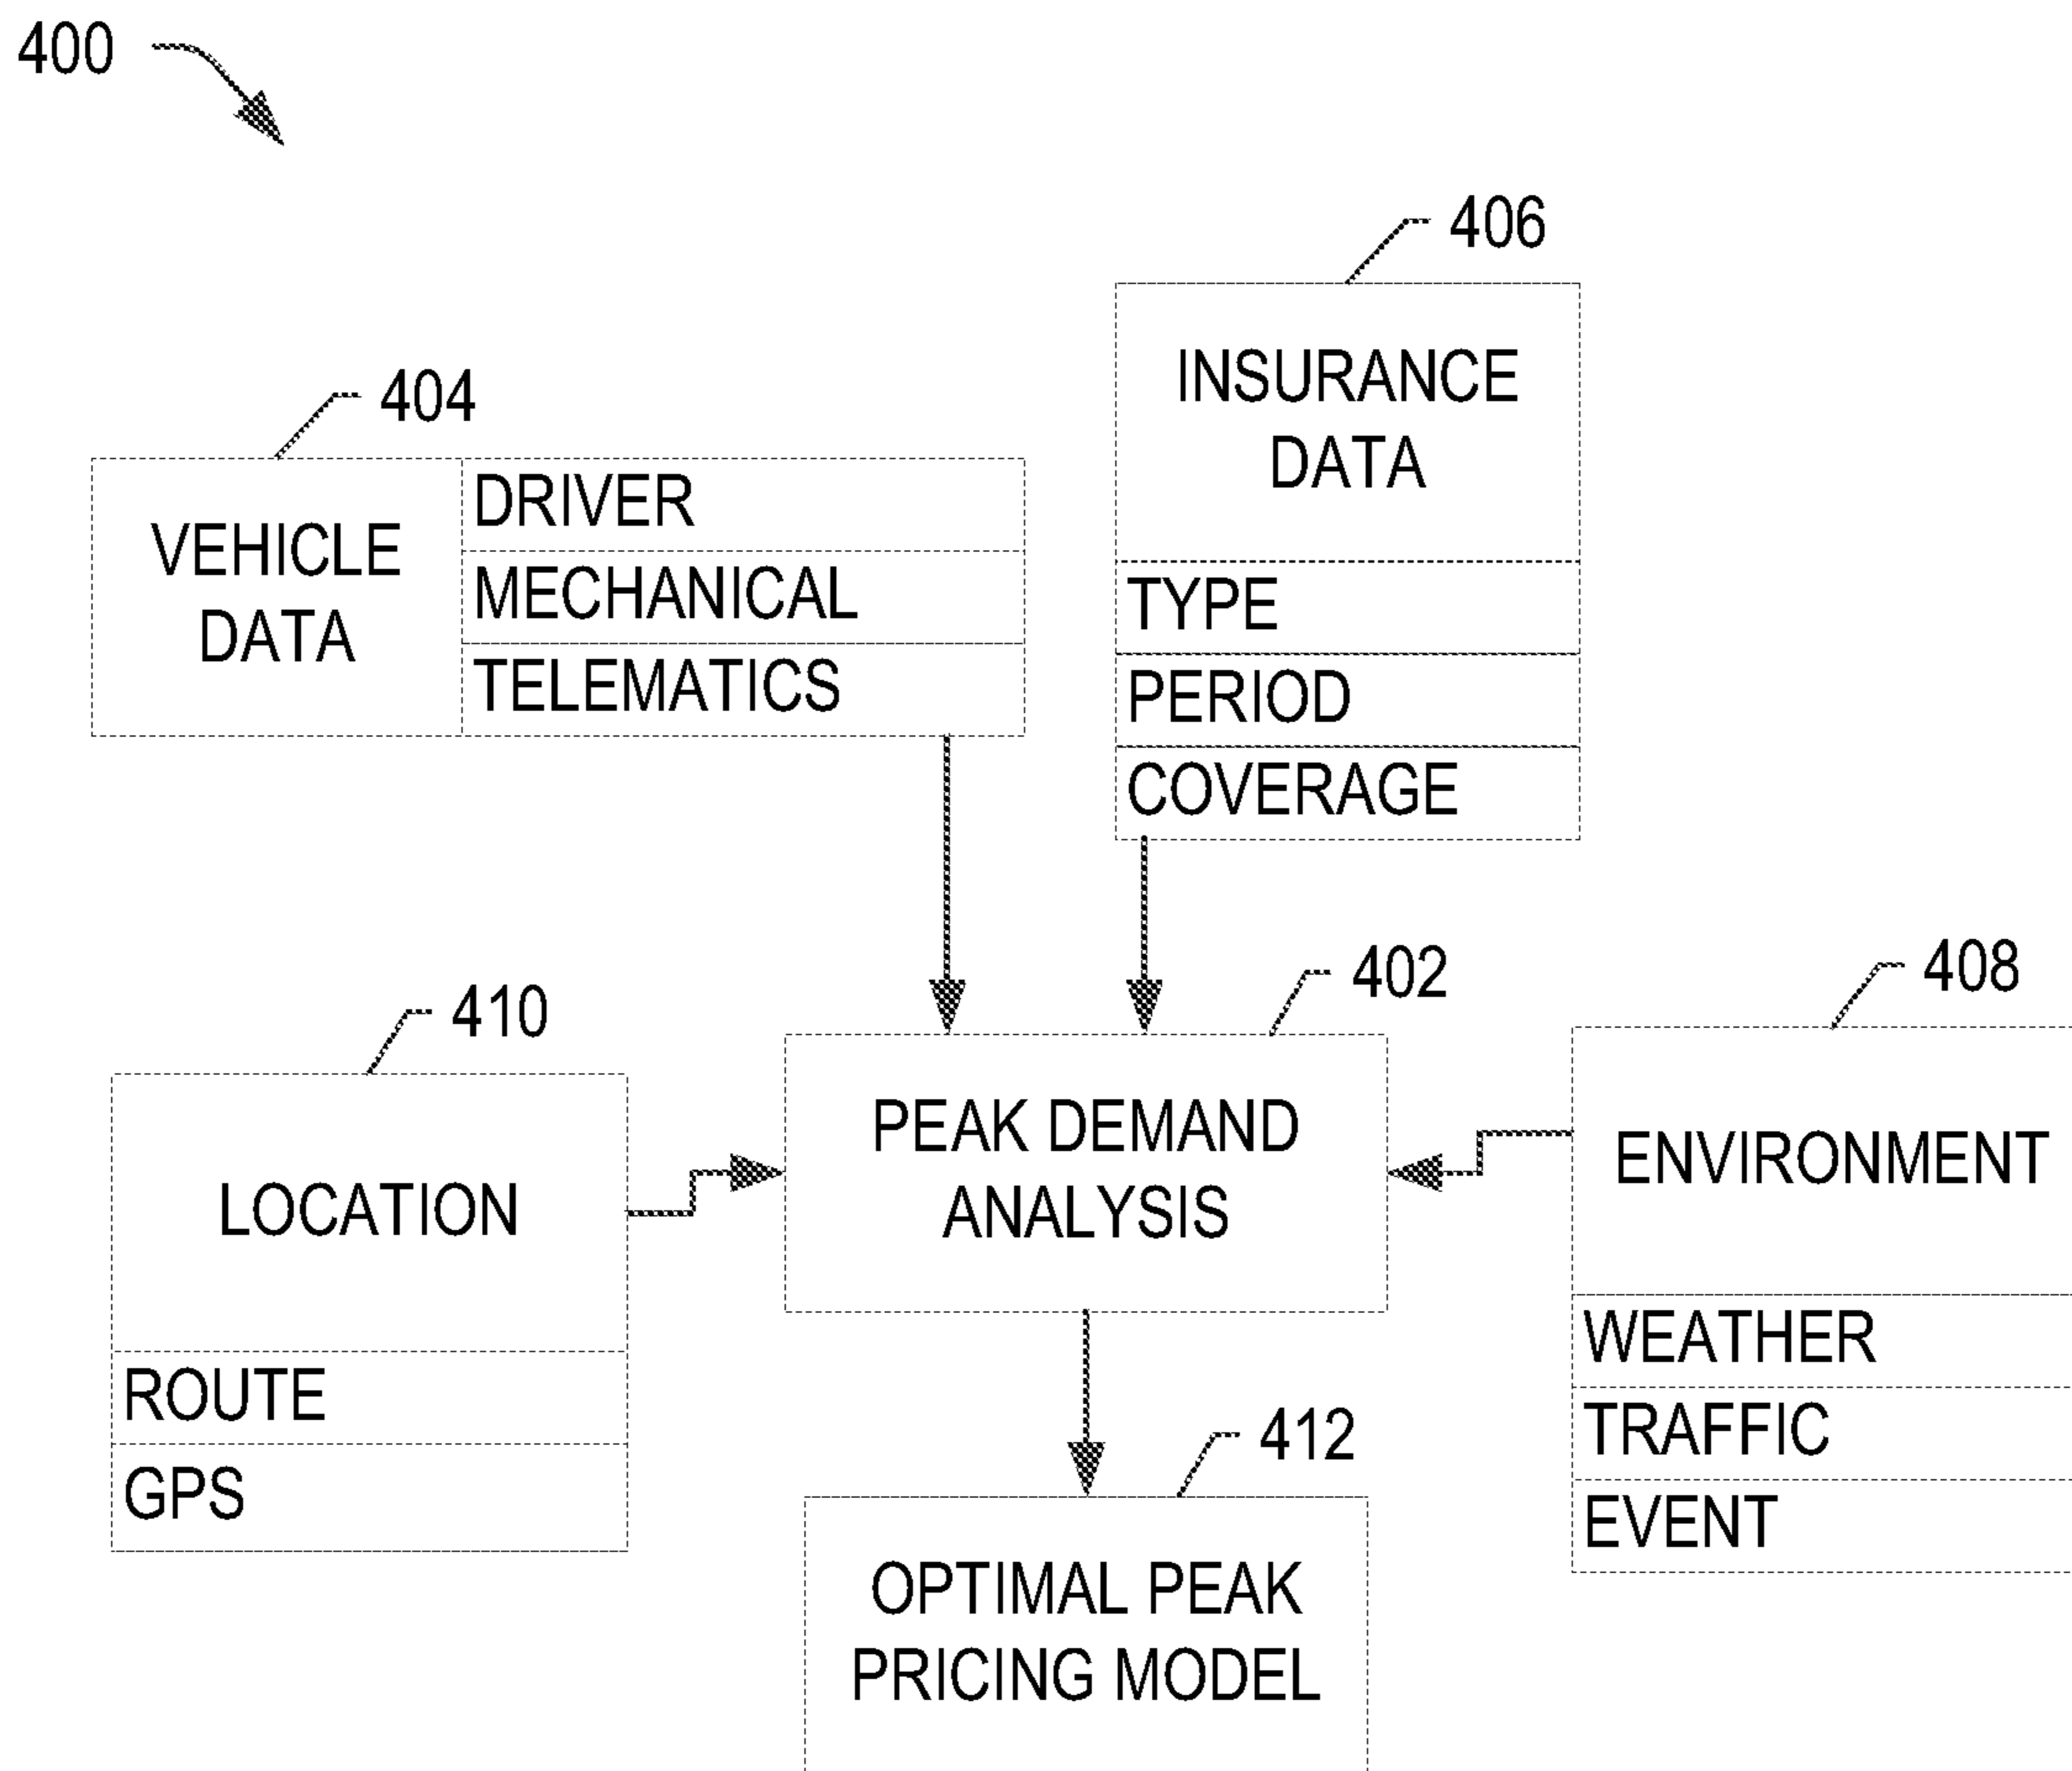 400
406
INSURANCE
DATA
TYPE
PERIOD
COVERAGE
404
VEHICLE
DATA
DRIVER
MECHANICAL
TELEMATICS
402
PEAK DEMAND
ANALYSIS
410
LOCATION
ROUTE
GPS
408
ENVIRONMENT
WEATHER
TRAFFIC
EVENT
412
OPTIMAL PEAK
PRICING MODEL